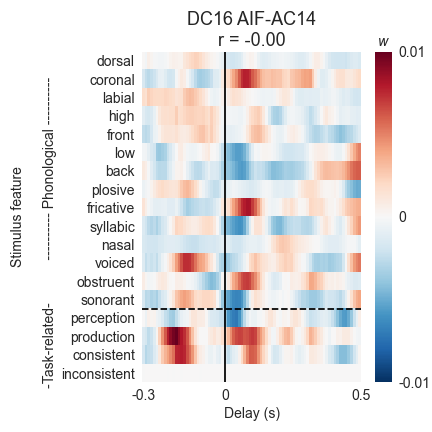 DC16 AIF-AC14
r = -0.00
w
dorsal
coronal
labial
high
front
low
back
plosive
fricative
syllabic
nasal
voiced
obstruent
sonorant
perception
production
consistent
inconsistent
Stimulus feature
-Task-related- ----------- Phonological -----------
0.01
0
-0.01
-0.3 0 0.5
Delay (s)